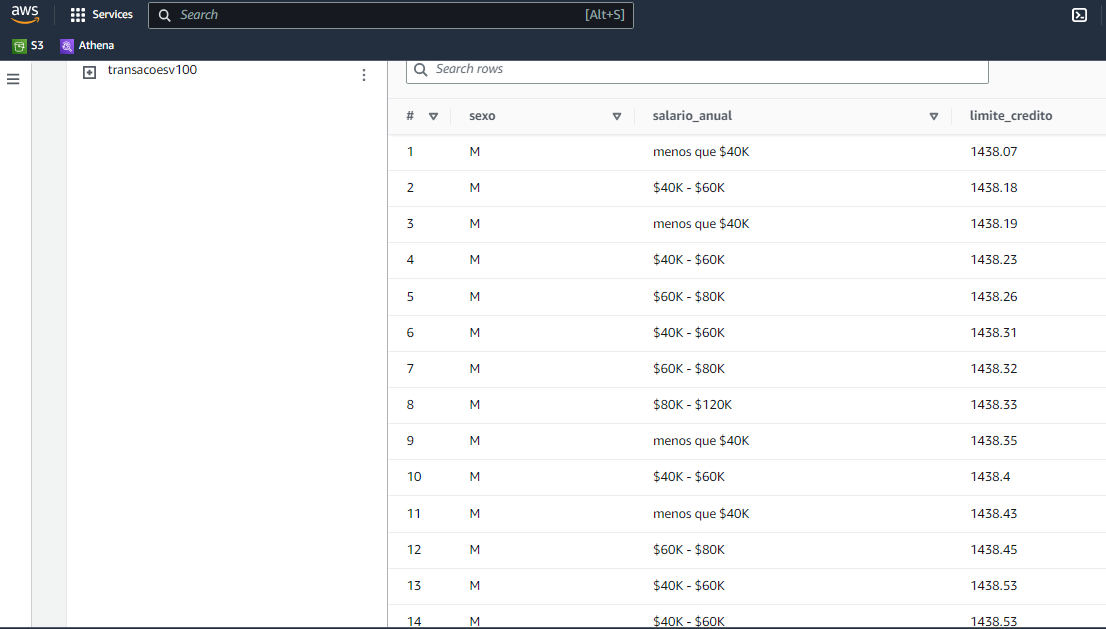 aws Services Search [Alt+S]
S3 Athena
transacoesv100
Search rows
# sexo salario_anual limite_credito
1 M menos que $40K 1438.07
2 M $40K - $60K 1438.18
3 M menos que $40K 1438.19
4 M $40K - $60K 1438.23
5 M $60K - $80K 1438.26
6 M $40K - $60K 1438.31
7 M $60K - $80K 1438.32
8 M $80K - $120K 1438.33
9 M menos que $40K 1438.35
10 M $40K - $60K 1438.4
11 M menos que $40K 1438.43
12 M $60K - $80K 1438.45
13 M $40K - $60K 1438.53
14 M $40K - $60K 1438.53